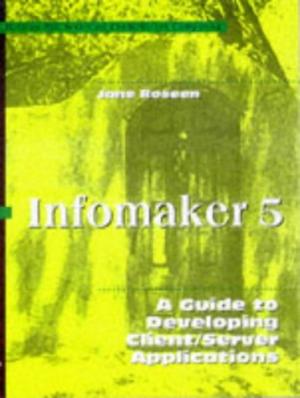 Jane Roseen
Infomaker 5
A Guide to
Developing
Client/Server
Applications